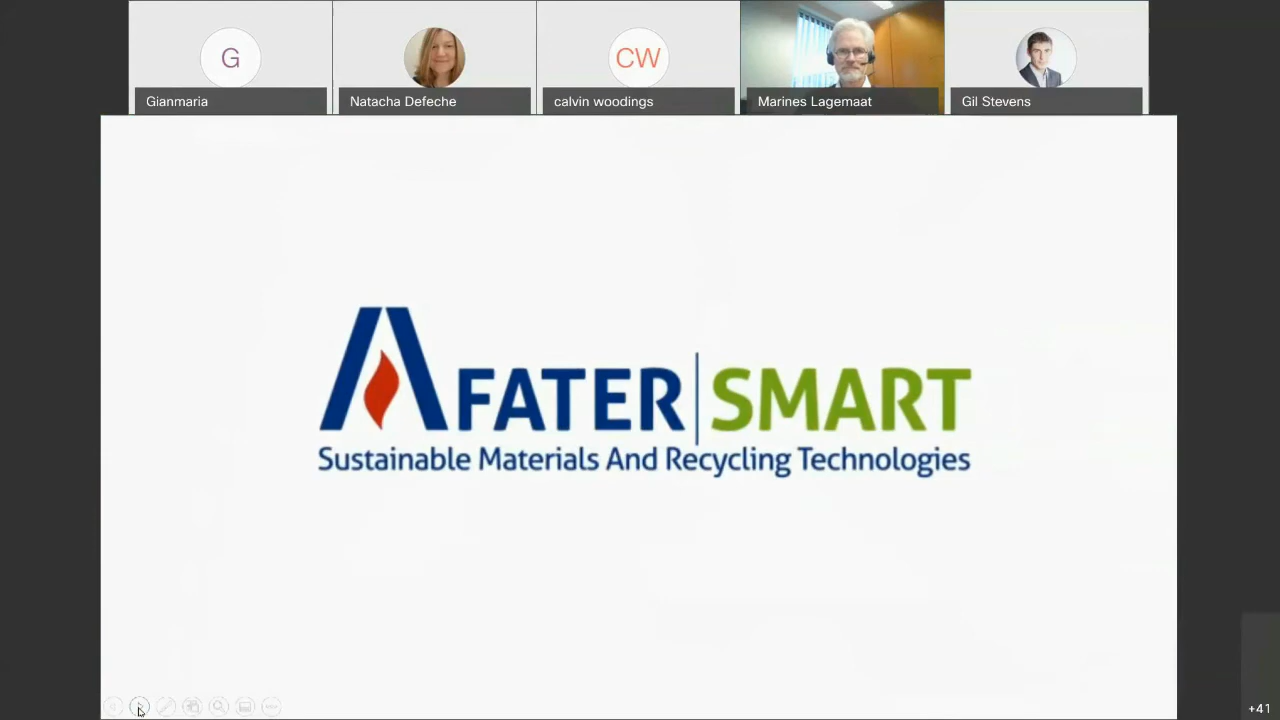 G
CW
Gianmaria
Natacha Defeche
calvin woodings
Marines Lagemaat
Gil Stevens
FATER SMART
Sustainable Materials And Recycling Technologies
+41